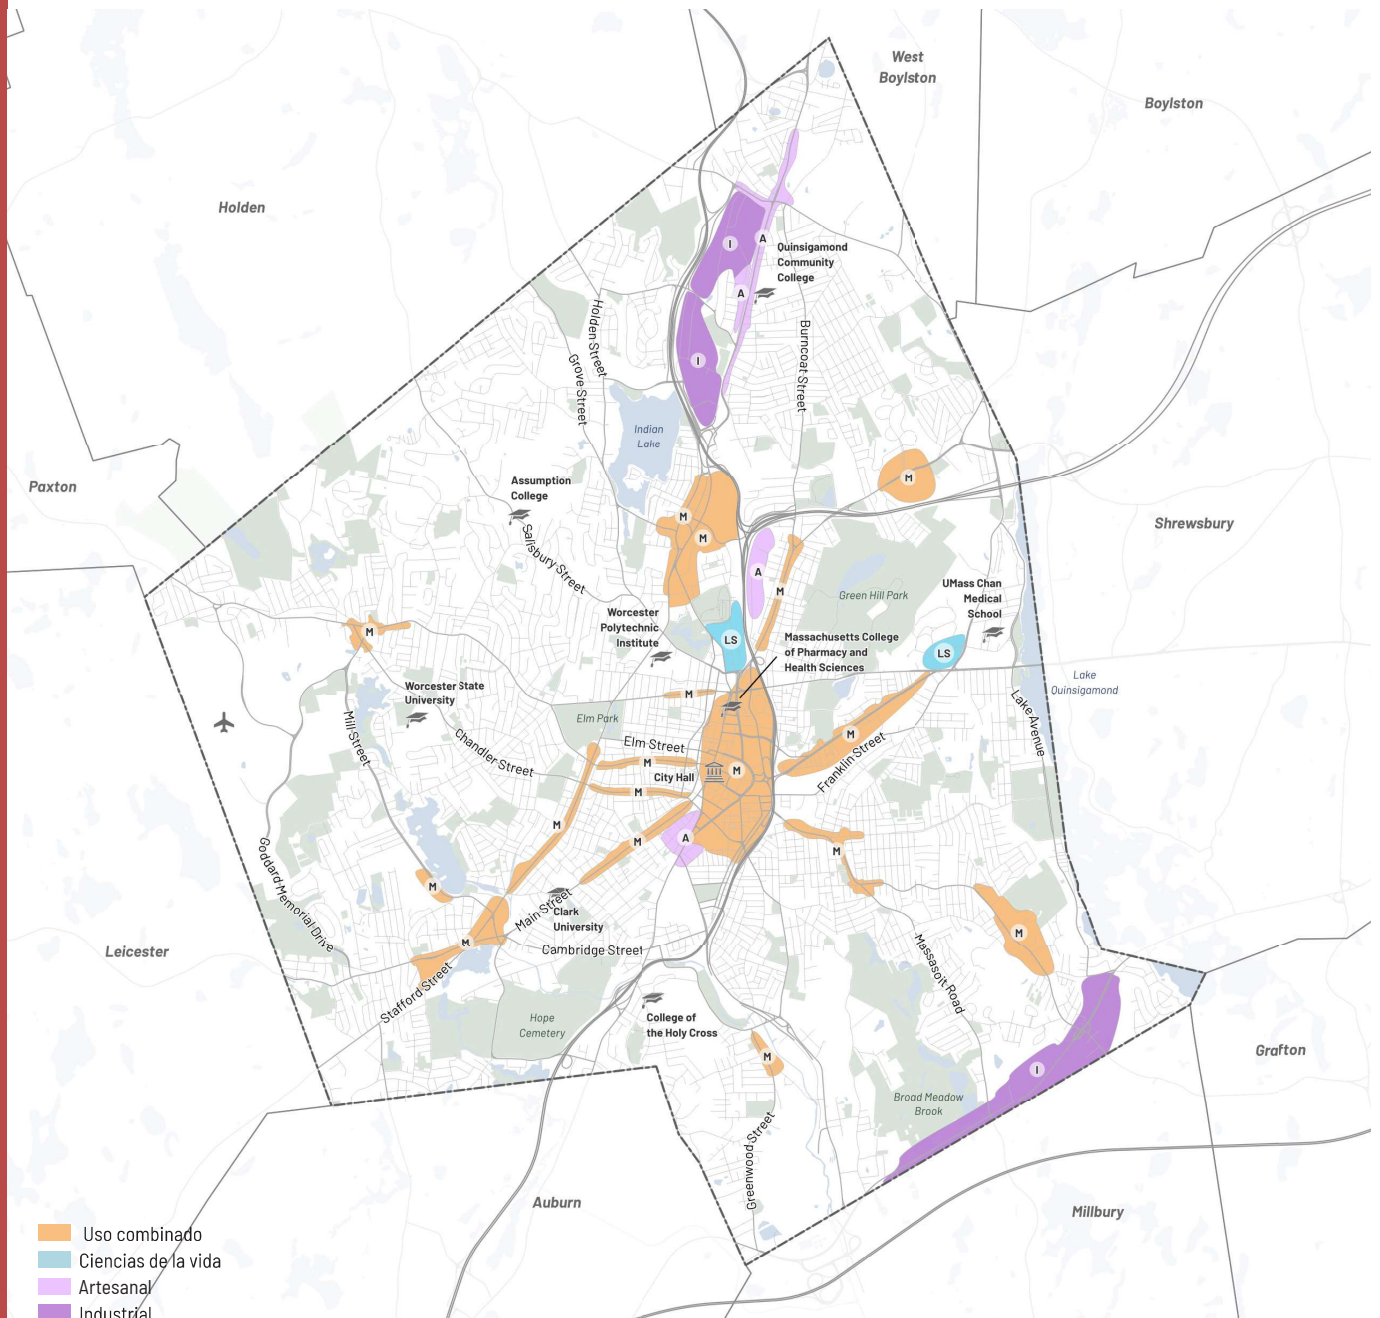 West
Boylston
Boylston
Holden
I
A
Quinsigamond
Community
College
A
Holden Street
Grove Street
Burncoat Street
I
Indian
Lake
Paxton
Assumption
College
M
Shrewsbury
M
M
Salisbury Street
A
M
Green Hill Park
UMass Chan
Medical
School
Worcester
Polytechnic
Institute
M
LS
Massachusetts College
of Pharmacy and
Health Sciences
LS
Lake
Quinsigamond
Worcester State
University
M
Lake Avenue
Elm Park
Mill Street
Chandler Street
Elm Street
M
City Hall
M
M
Franklin Street
M
M
M
A
M
M
Goddard Memorial Drive
M
Main Street
Clark
University
Cambridge Street
M
M
Massasoit Road
Leicester
Stafford Street
Hope
Cemetery
College of
the Holy Cross
M
I
Grafton
Broad Meadow
Brook
Greenwood Street
Auburn
Millbury
Uso combinado
Ciencias de la vida
Artesanal
Industrial